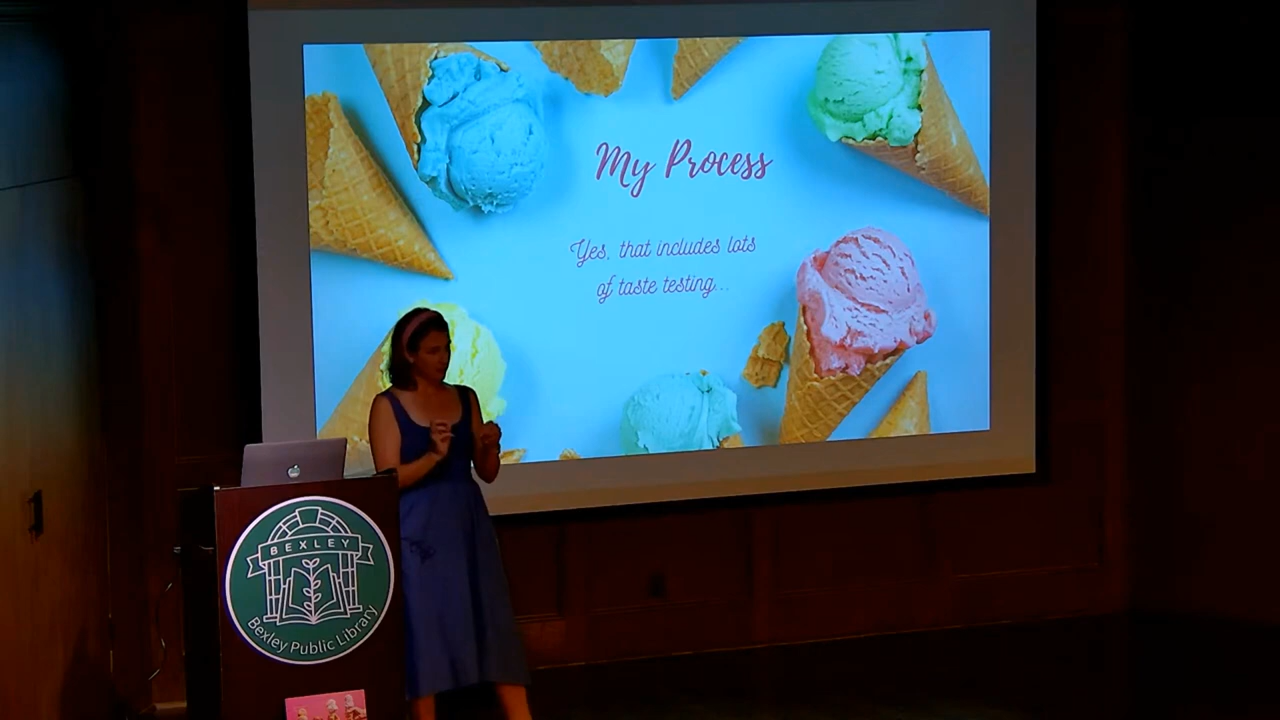 My Process
Yes, that includes lots
of taste testing...
BEXLEY
Bexley Public Library